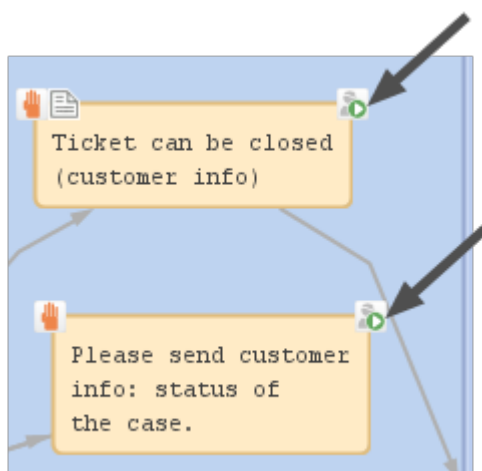 Ticket can be closed
(customer info)
Please send customer
info: status of
the case.